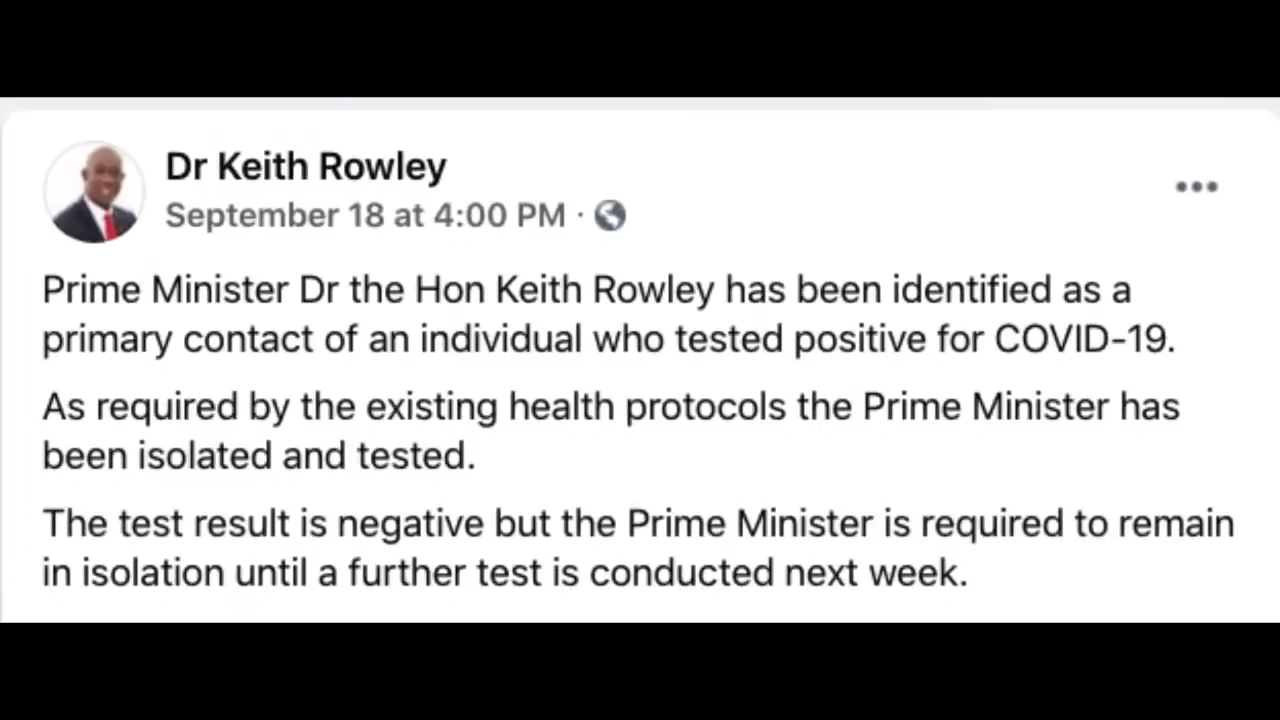 Dr Keith Rowley
September 18 at 4:00 PM ·
Prime Minister Dr the Hon Keith Rowley has been identified as a
primary contact of an individual who tested positive for COVID-19.
As required by the existing health protocols the Prime Minister has
been isolated and tested.
The test result is negative but the Prime Minister is required to remain
in isolation until a further test is conducted next week.